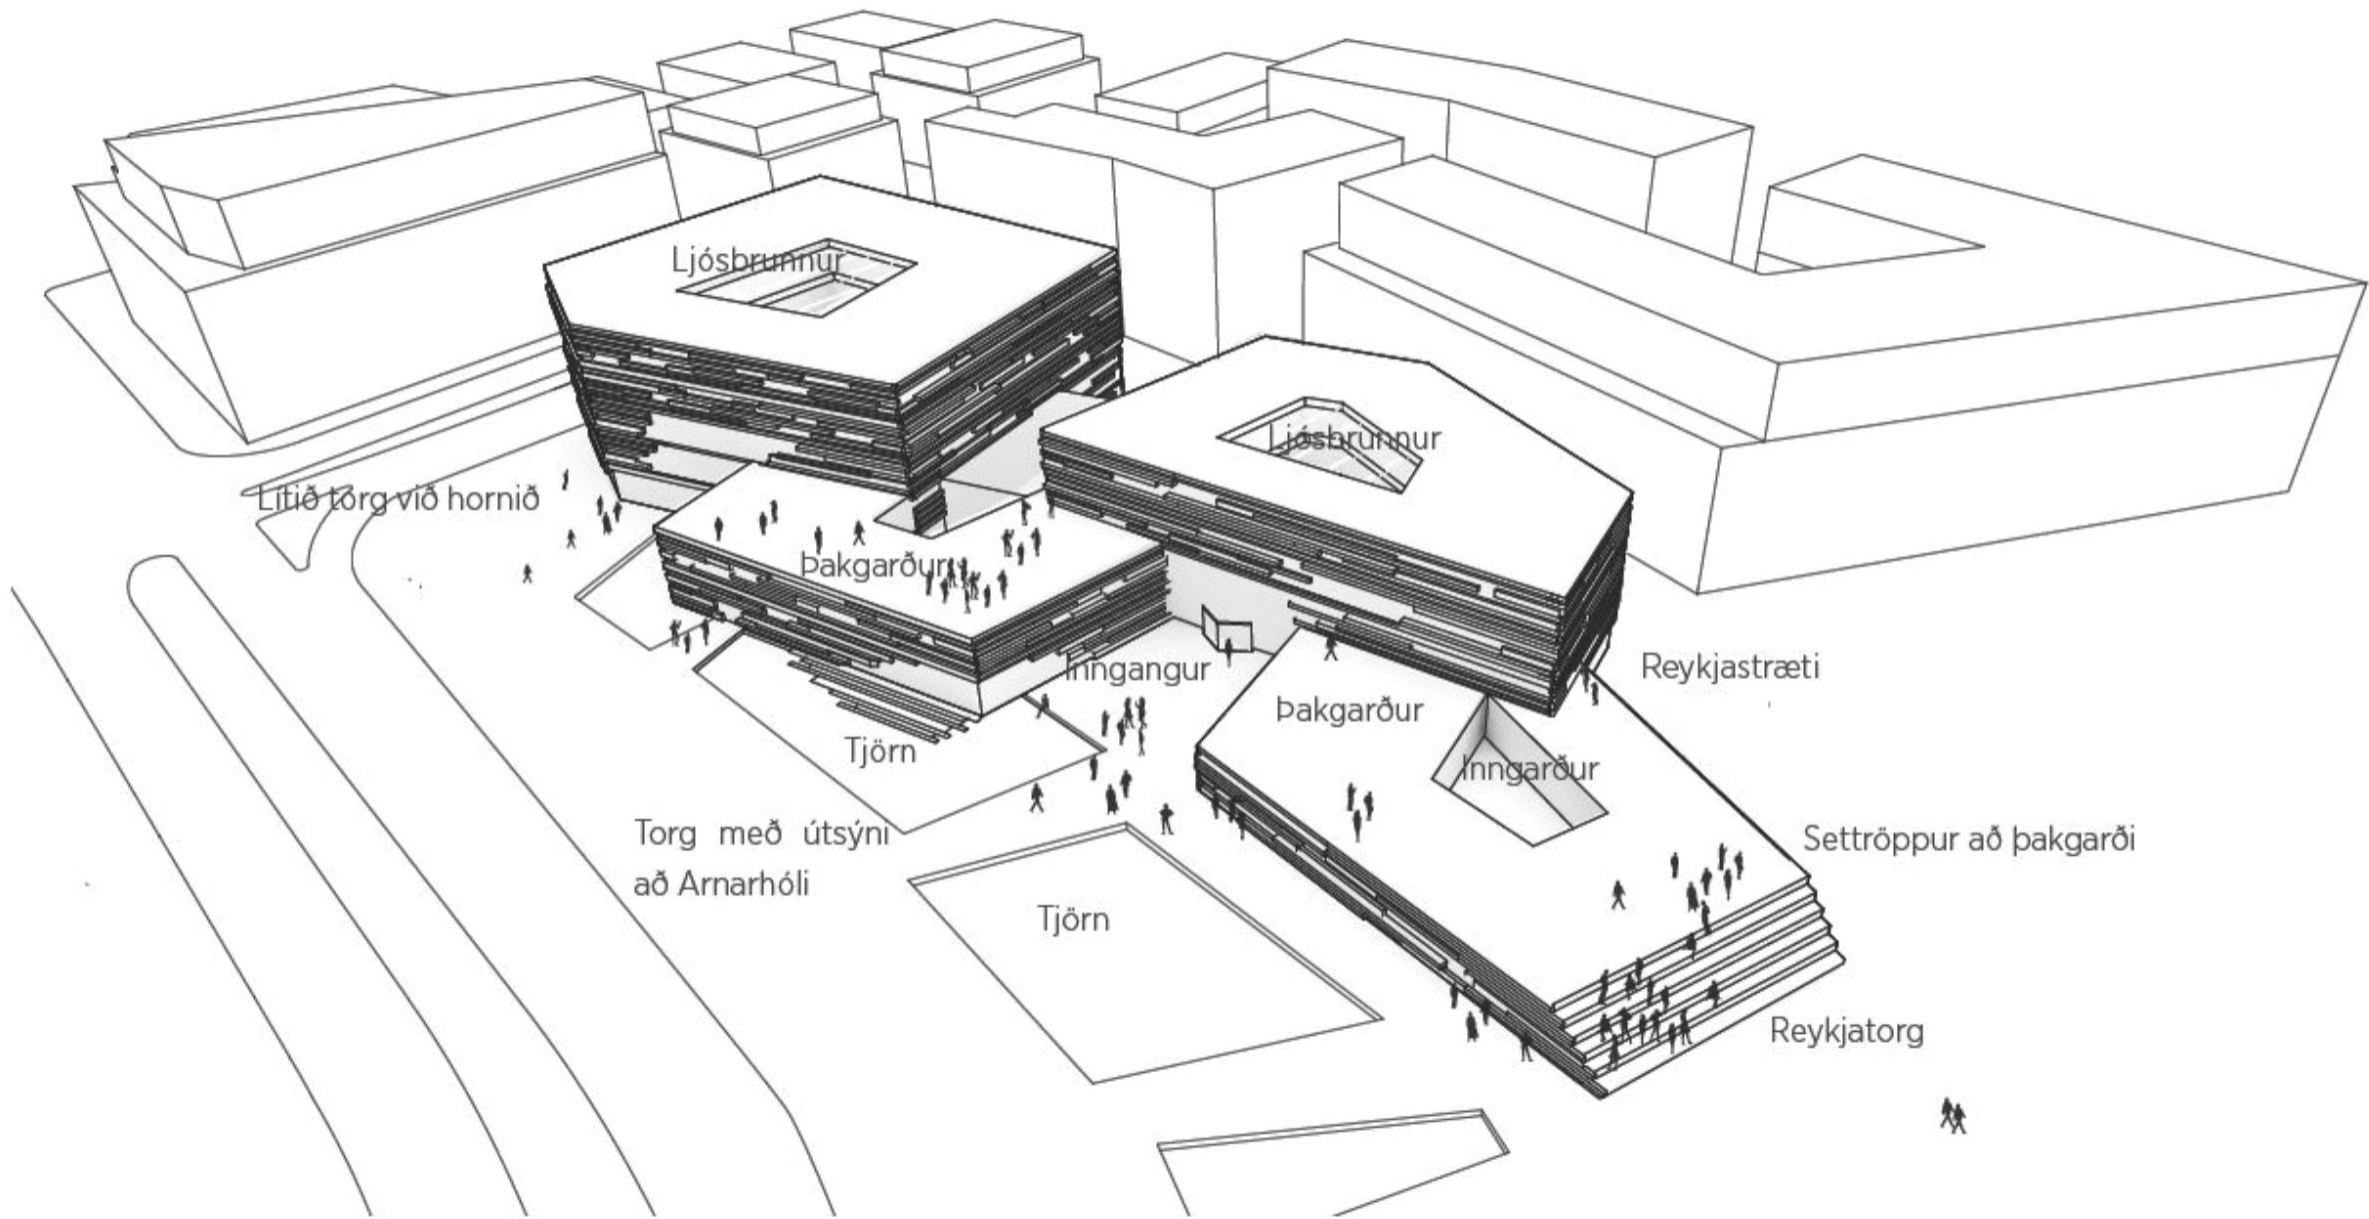 Ljósbrunnur
Ljósbrunnur
Lítið torg við hornið
Þakgarður
Inngangur
Reykjastræti
Þakgarður
Tjörn
Inngarður
Torg með útsýni
að Arnarhóli
Settröppur að þakgarði
Tjörn
Reykjatorg